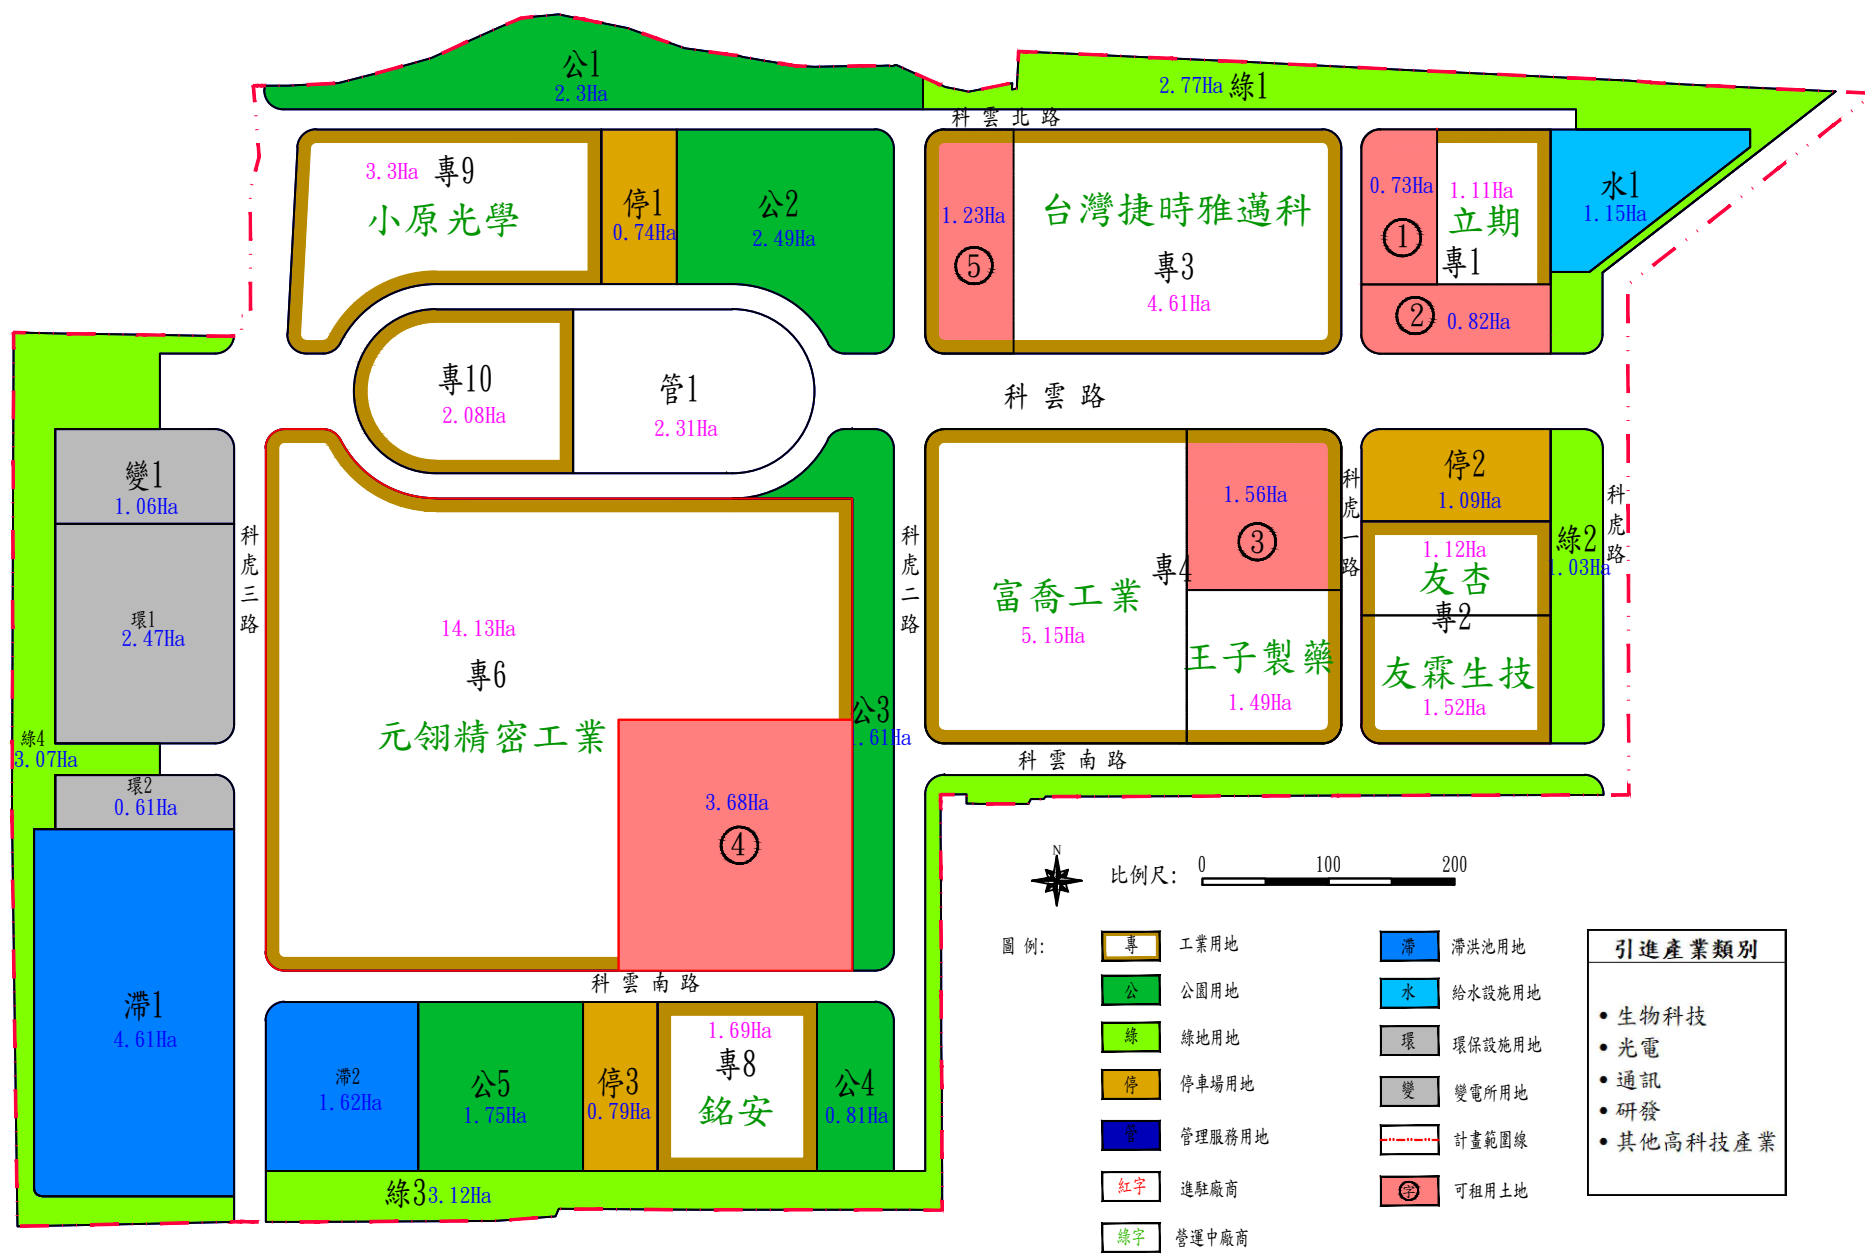 公1
2.3Ha
2.77Ha 綠1
科雲北路
3.3Ha 專9
小原光學
停1
0.74Ha
公2
2.49Ha
1.23Ha
⑤
台灣捷時雅邁科
專3
4.61Ha
0.73Ha
①
1.11Ha
立期
專1
② 0.82Ha
水1
1.15Ha
專10
2.08Ha
管1
2.31Ha
科雲路
變1
1.06Ha
環1
2.47Ha
綠4
3.07Ha
環2
0.61Ha
滯1
4.61Ha
科虎三路
14.13Ha
專6
元翎精密工業
3.68Ha
④
公3
.61Ha
科虎二路
專4
富喬工業
5.15Ha
1.56Ha
③
王子製藥
1.49Ha
科虎一路
停2
1.09Ha
1.12Ha
友杏
專2
友霖生技
1.52Ha
綠2
1.03Ha
科虎路
科雲南路
科雲南路
滯2
1.62Ha
公5
1.75Ha
停3
0.79Ha
1.69Ha
專8
銘安
公4
0.81Ha
綠3 3.12Ha
N
比例尺: 0 100 200
圖例:
專 工業用地
公 公園用地
綠 綠地用地
停 停車場用地
管 管理服務用地
紅字 進駐廠商
綠字 營運中廠商
滯 滯洪池用地
水 給水設施用地
環 環保設施用地
變 變電所用地
計畫範圍線
字 可租用土地
引進產業類別
• 生物科技
• 光電
• 通訊
• 研發
• 其他高科技產業